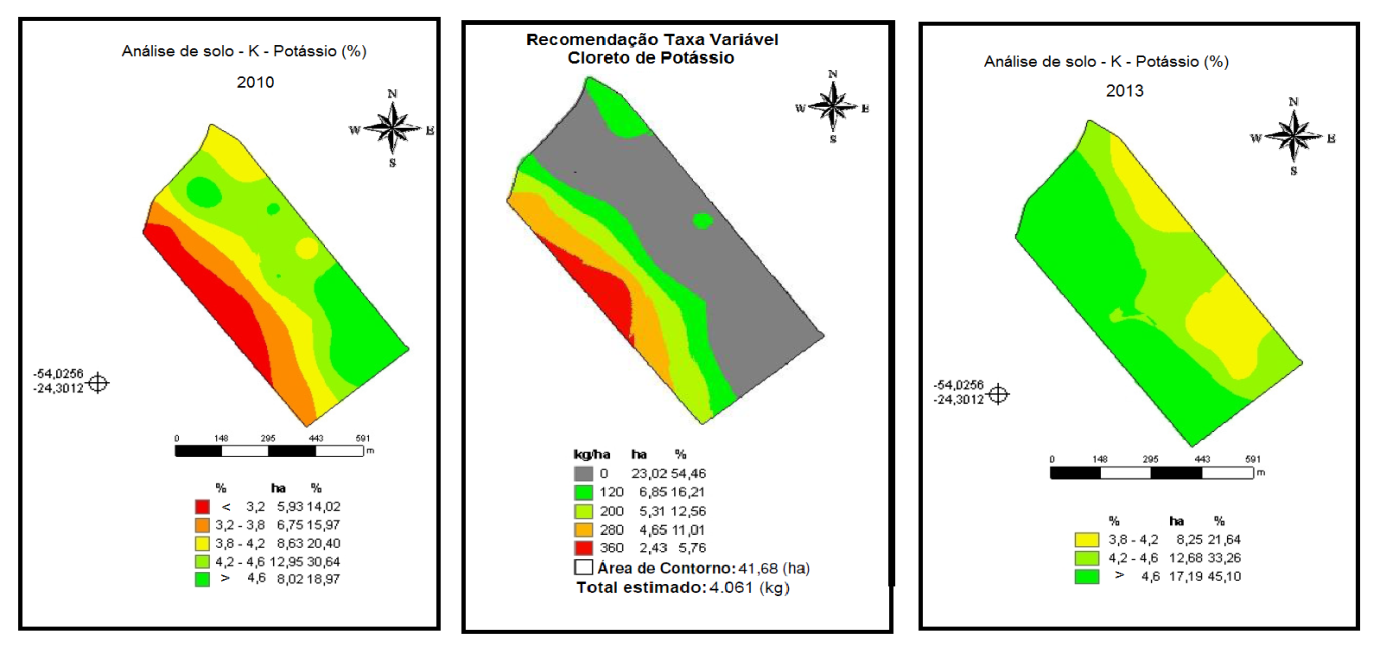 Análise de solo - K - Potássio (%)
2010
N
W E
S
-54,0256
-24,3012
0 148 295 443 591
m
% ha %
< 3,2 5,93 14,02
3,2 - 3,8 6,75 15,97
3,8 - 4,2 8,63 20,40
4,2 - 4,6 12,95 30,64
> 4,6 8,02 18,97
Recomendação Taxa Variável
Cloreto de Potássio
N
W E
S
kg/ha ha %
0 23,02 54,46
120 6,85 16,21
200 5,31 12,56
280 4,65 11,01
360 2,43 5,76
Área de Contorno: 41,68 (ha)
Total estimado: 4.061 (kg)
Análise de solo - K - Potássio (%)
2013
N
W E
S
-54,0256
-24,3012
0 148 295 443 591
m
% ha %
3,8 - 4,2 8,25 21,64
4,2 - 4,6 12,68 33,26
> 4,6 17,19 45,10